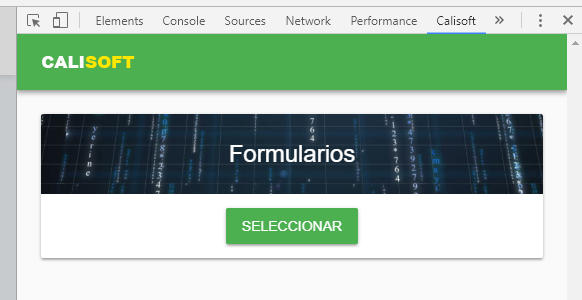 Elements Console Sources Network Performance Calisoft »
CALISOFT
Formularios
SELECCIONAR